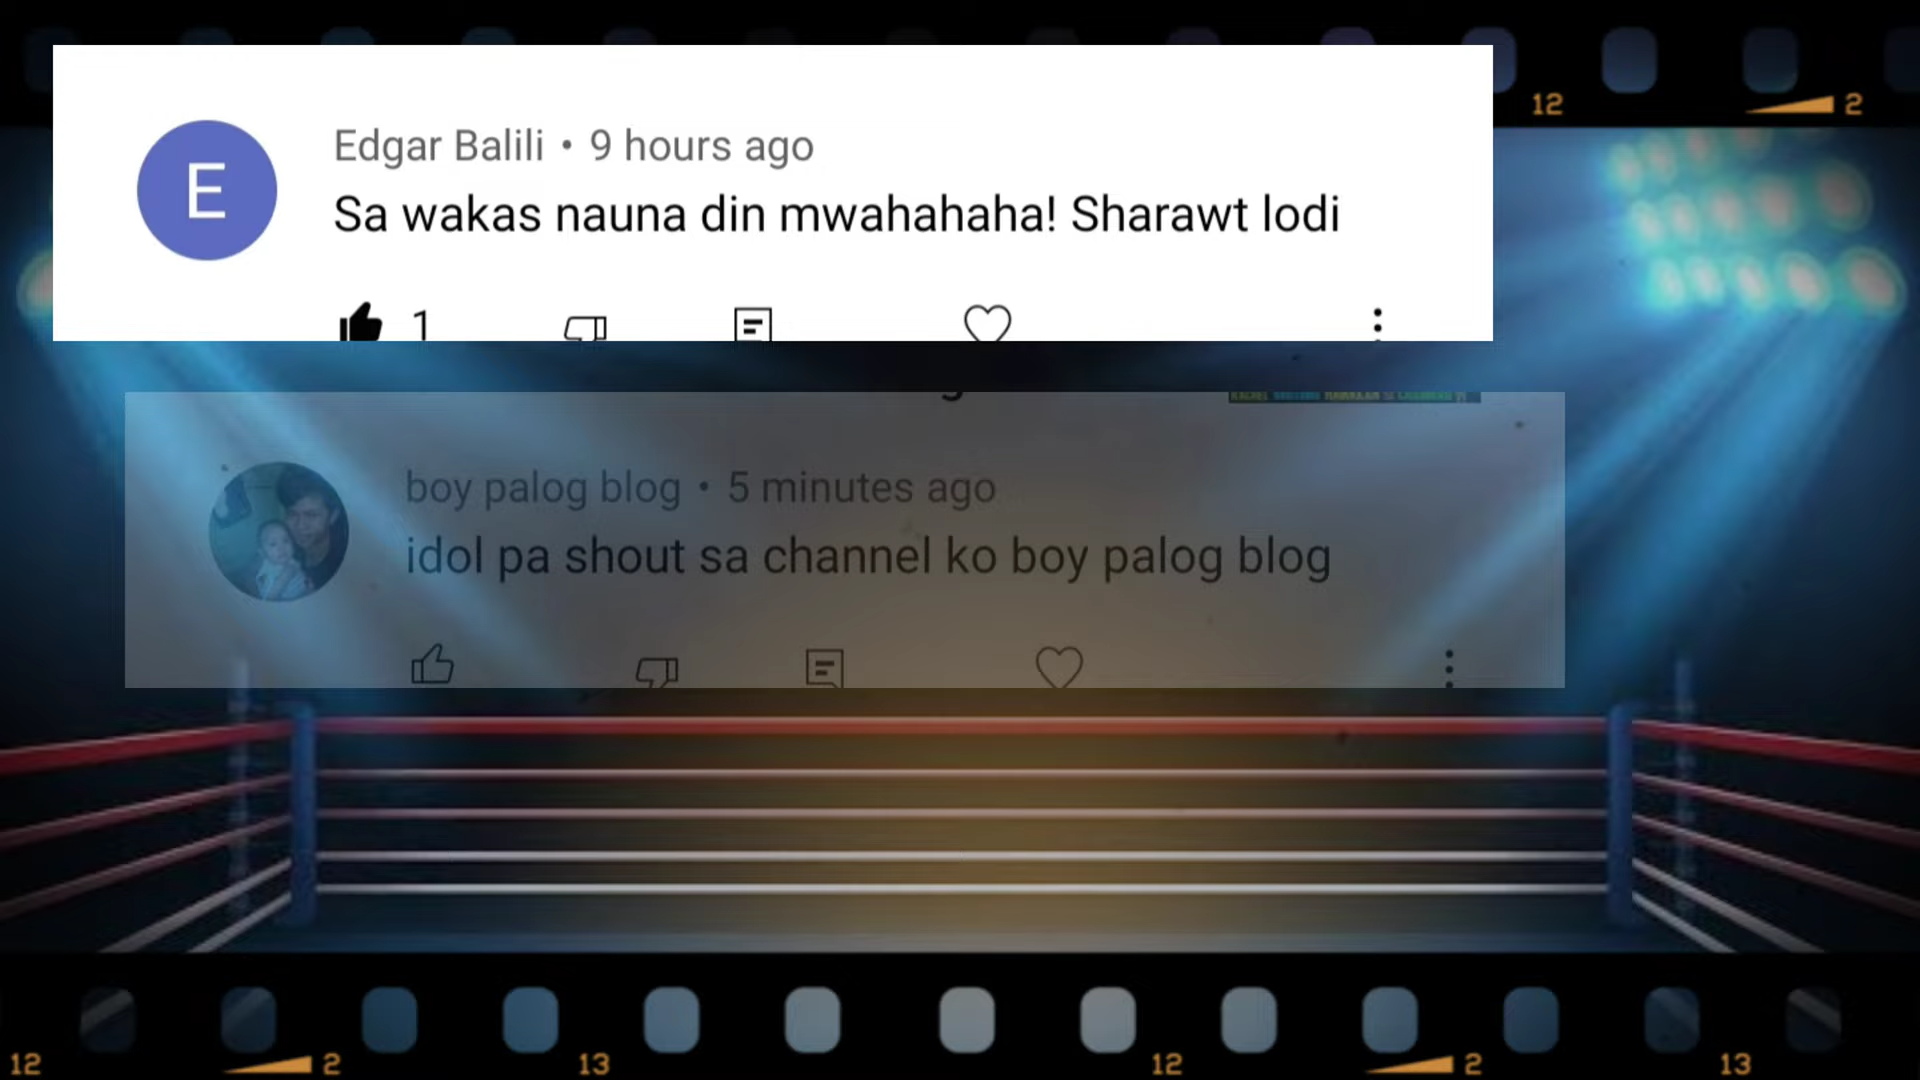 12
2
E
Edgar Balili • 9 hours ago
Sa wakas nauna din mwahahaha! Sharawt lodi
1
boy palog blog • 5 minutes ago
idol pa shout sa channel ko boy palog blog
12
2
13
12
2
13